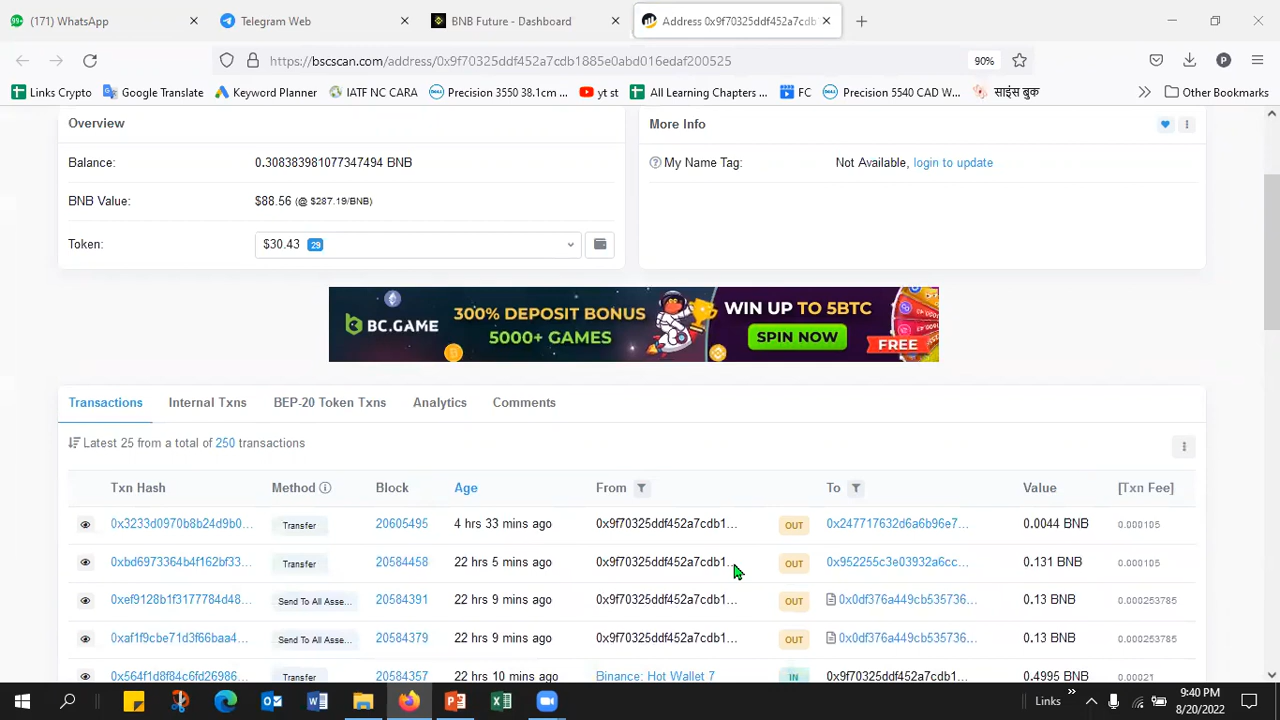 (171) WhatsApp
Telegram Web
BNB Future - Dashboard
Address 0x9f70325ddf452a7cdb
https://bscscan.com/address/0x9f70325ddf452a7cdb1885e0abd016edaf200525
90%
P
Links Crypto
Google Translate
Keyword Planner
IATF NC CARA
Precision 3550 38.1cm ...
yt st
All Learning Chapters ...
FC
Precision 5540 CAD W...
साइंस बुक
Other Bookmarks
Overview
Balance: 0.308383981077347494 BNB
BNB Value: $88.56 (@ $287.19/BNB)
Token: $30.43 29
More Info
My Name Tag: Not Available, login to update
BC.GAME
300% DEPOSIT BONUS
5000+ GAMES
WIN UP TO 5BTC
SPIN NOW
FREE
Transactions Internal Txns BEP-20 Token Txns Analytics Comments
Latest 25 from a total of 250 transactions
Txn Hash Method Block Age From To Value [Txn Fee]
0x3233d0970b8b24d9b0... Transfer 20605495 4 hrs 33 mins ago 0x9f70325ddf452a7cdb1... OUT 0x247717632d6a6b96e7... 0.0044 BNB 0.000105
0xbd6973364b4f162bf33... Transfer 20584458 22 hrs 5 mins ago 0x9f70325ddf452a7cdb1... OUT 0x952255c3e03932a6cc... 0.131 BNB 0.000105
0xef9128b1f3177784d48... Send To All Asse... 20584391 22 hrs 9 mins ago 0x9f70325ddf452a7cdb1... OUT 0x0df376a449cb535736... 0.13 BNB 0.000253785
0xaf1f9cbe71d3f66baa4... Send To All Asse... 20584379 22 hrs 9 mins ago 0x9f70325ddf452a7cdb1... OUT 0x0df376a449cb535736... 0.13 BNB 0.000253785
0x564f1d8f84c6fd26986... Transfer 20584357 22 hrs 10 mins ago Binance: Hot Wallet 7 IN 0x9f70325ddf452a7cdb1... 0.4995 BNB 0.00021
Links
9:40 PM
8/20/2022